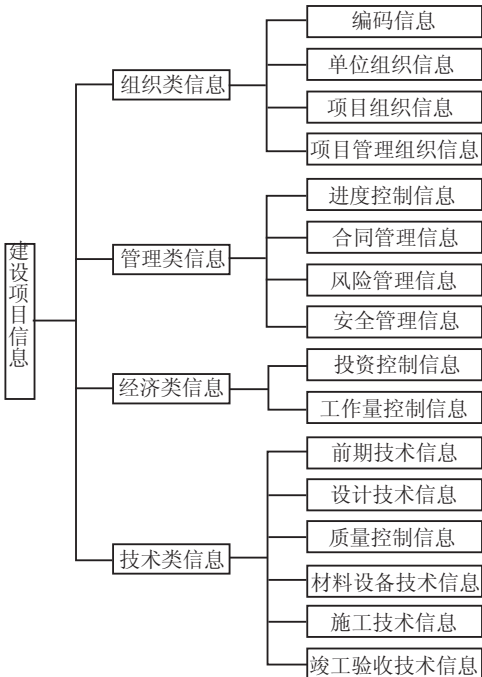 建设项目信息
组织类信息
编码信息
单位组织信息
项目组织信息
项目管理组织信息
管理类信息
进度控制信息
合同管理信息
风险管理信息
安全管理信息
经济类信息
投资控制信息
工作量控制信息
技术类信息
前期技术信息
设计技术信息
质量控制信息
材料设备技术信息
施工技术信息
竣工验收技术信息